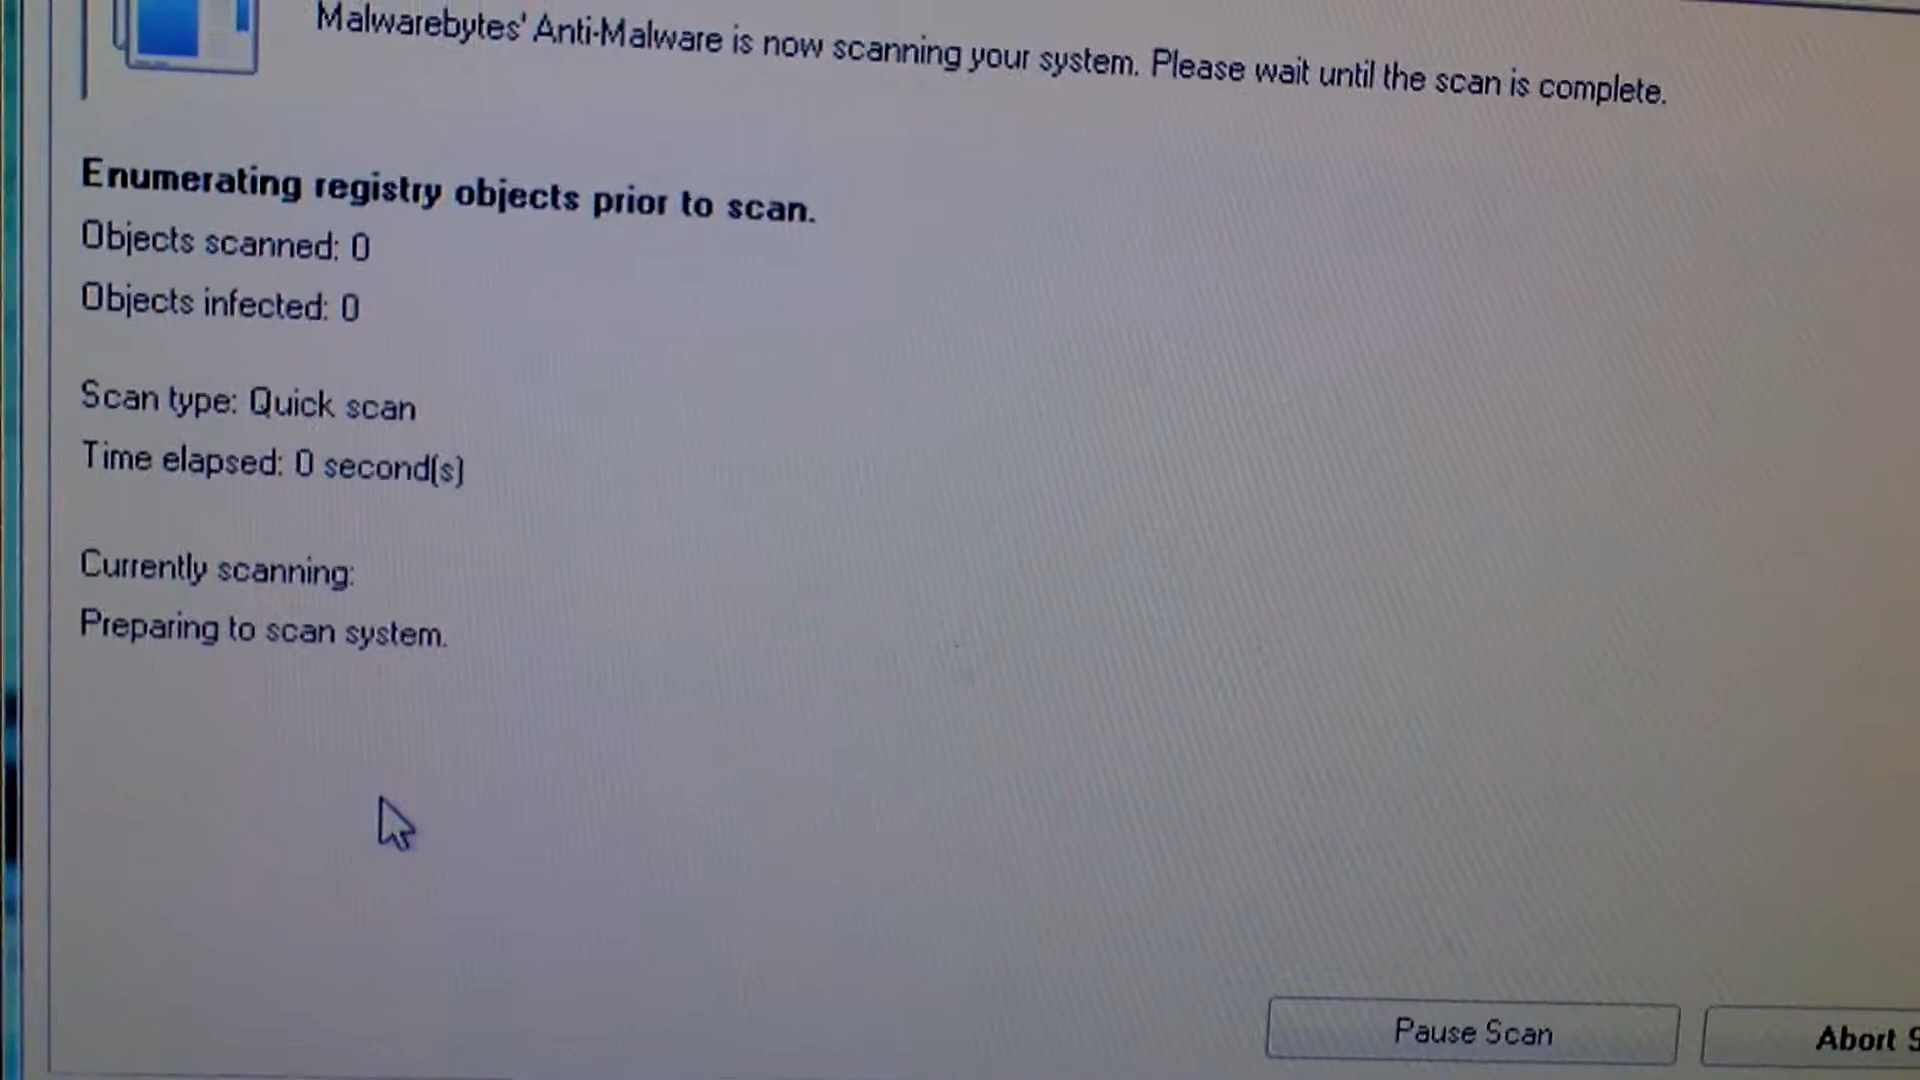 Malwarebytes' Anti-Malware is now scanning your system. Please wait until the scan is complete.
Enumerating registry objects prior to scan.
Objects scanned: 0
Objects infected: 0
Scan type: Quick scan
Time elapsed: 0 second(s)
Currently scanning:
Preparing to scan system.
Pause Scan
Abort